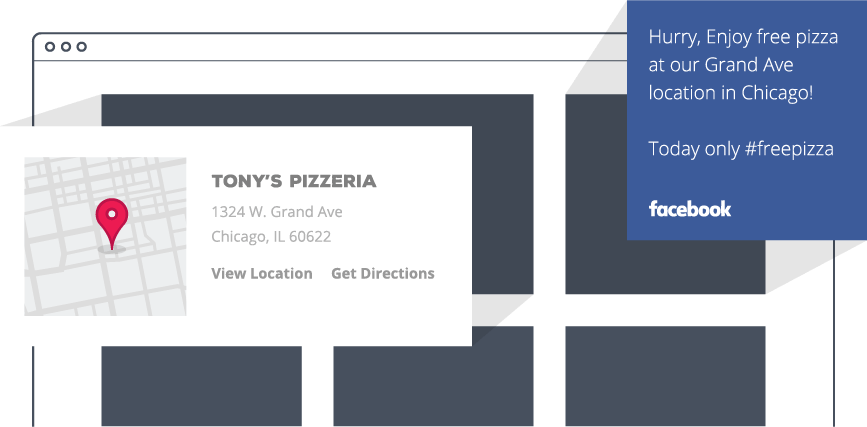 Hurry, Enjoy free pizza
at our Grand Ave
location in Chicago!
Today only #freepizza
facebook
TONY'S PIZZERIA
1324 W. Grand Ave
Chicago, IL 60622
View Location Get Directions